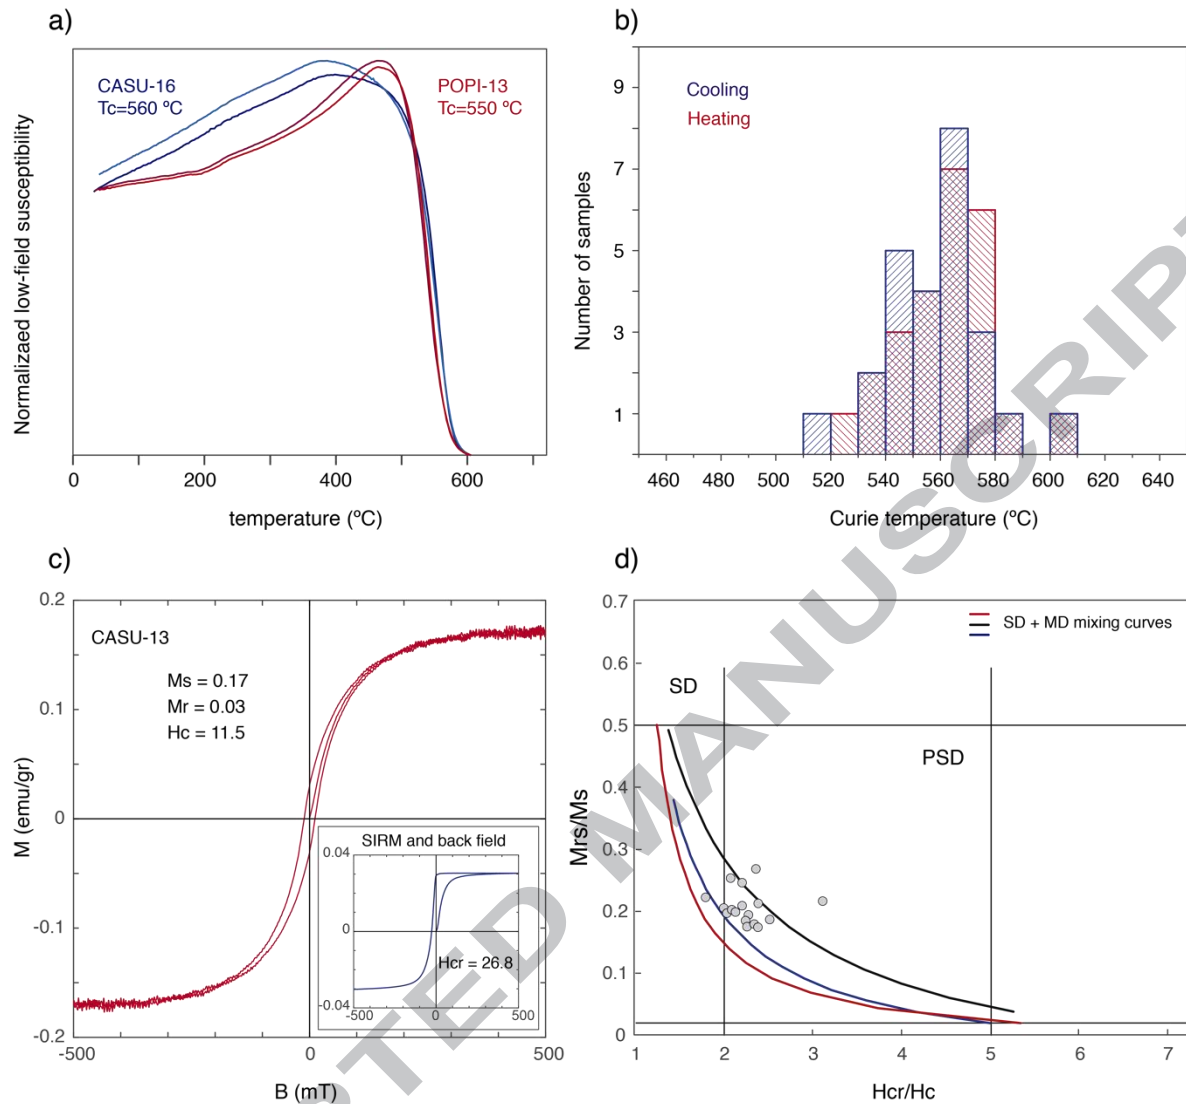 a)
CASU-16
Tc=560 ºC
POPI-13
Tc=550 ºC
Normalizaed low-field susceptibility
0 200 400 600
temperature (ºC)
b)
Cooling
Heating
Number of samples
9
7
5
3
1
460 480 500 520 540 560 580 600 620 640
Curie temperature (ºC)
c)
CASU-13
Ms = 0.17
Mr = 0.03
Hc = 11.5
M (emu/gr)
0.2
0.1
0
-0.1
-0.2
-500 0 500
B (mT)
SIRM and back field
0.04
0
-0.04
Hcr = 26.8
-500 0 500
d)
SD + MD mixing curves
SD
PSD
Mrs/Ms
0.7
0.6
0.5
0.4
0.3
0.2
0.1
0
1 2 3 4 5 6 7
Hcr/Hc
TED MANUSCRIPT